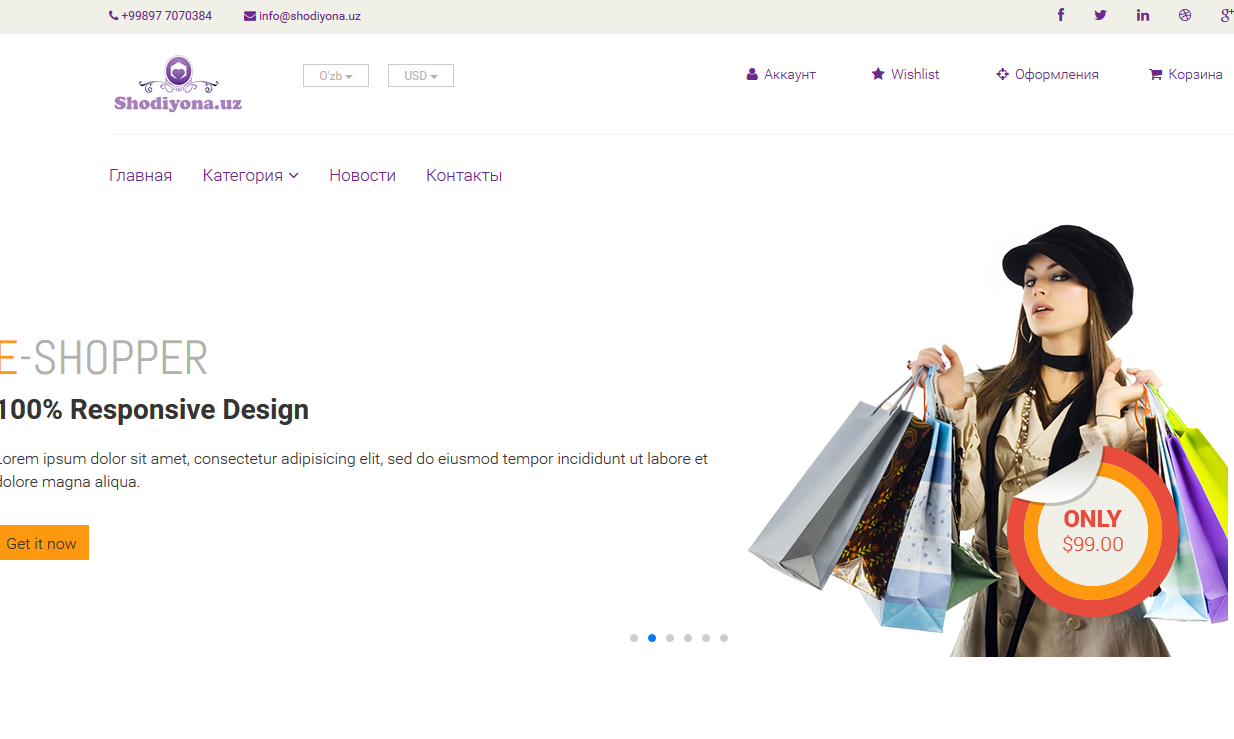 +99897 7070384 info@shodiyona.uz
Shodiyona.uz
O'zb USD
Аккаунт Wishlist Оформления Корзина
Главная Категория Новости Контакты
E-SHOPPER
100% Responsive Design
Lorem ipsum dolor sit amet, consectetur adipisicing elit, sed do eiusmod tempor incididunt ut labore et
dolore magna aliqua.
Get it now
ONLY
$99.00